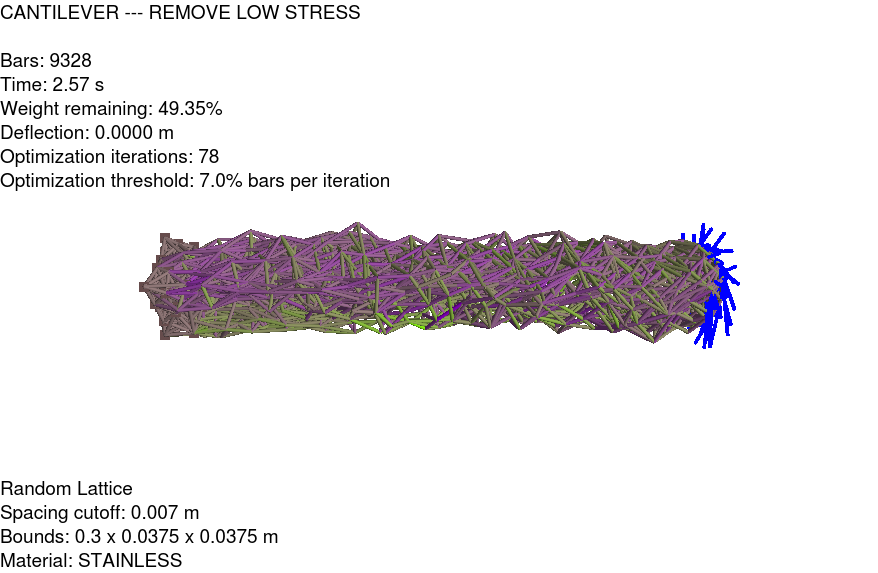 CANTILEVER --- REMOVE LOW STRESS
Bars: 9328
Time: 2.57 s
Weight remaining: 49.35%
Deflection: 0.0000 m
Optimization iterations: 78
Optimization threshold: 7.0% bars per iteration
Random Lattice
Spacing cutoff: 0.007 m
Bounds: 0.3 x 0.0375 x 0.0375 m
Material: STAINLESS